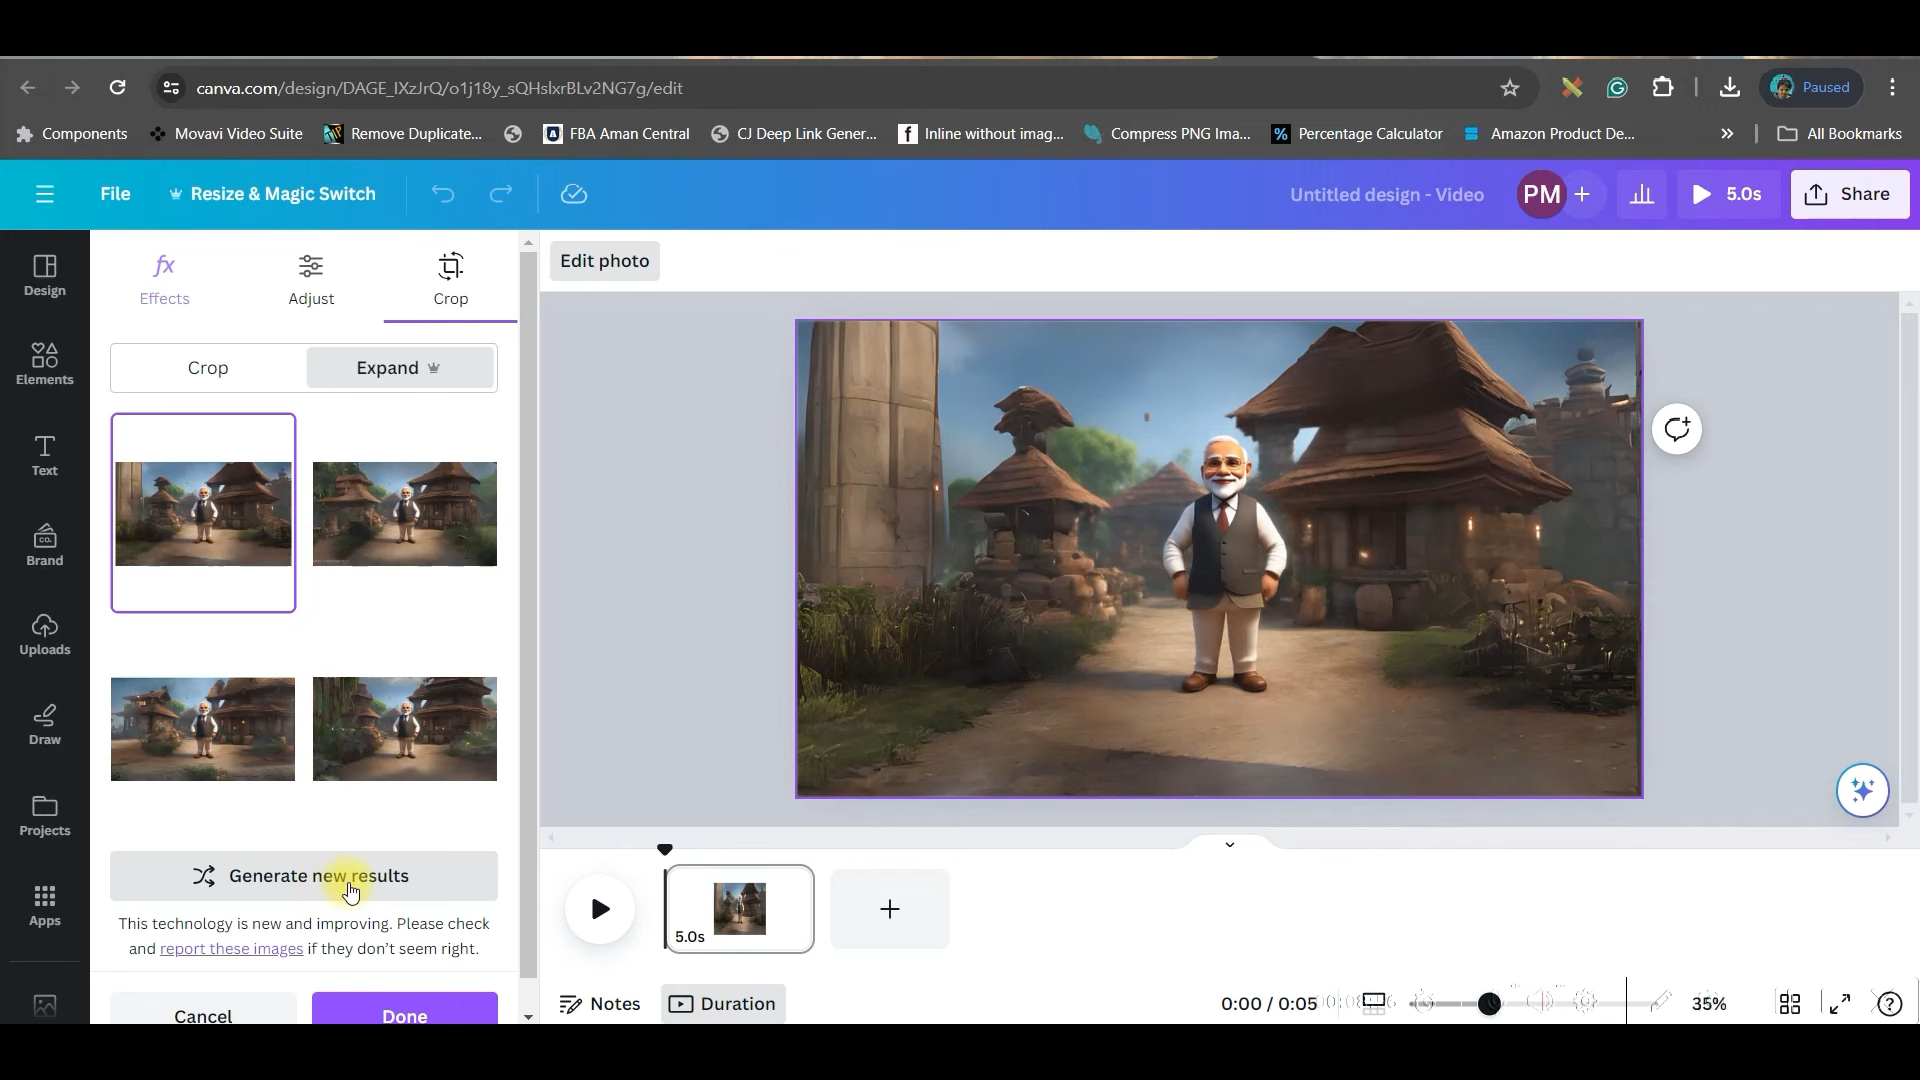 canva.com/design/DAGE_IXzJrQ/o1j18y_sQHslxrBLv2NG7g/edit
Paused
Components
Movavi Video Suite
Remove Duplicate...
FBA Aman Central
CJ Deep Link Gener...
Inline without imag...
Compress PNG Ima...
Percentage Calculator
Amazon Product De...
»
All Bookmarks
File
Resize & Magic Switch
Untitled design - Video
PM
5.0s
Share
Design
Elements
Text
Brand
Uploads
Draw
Projects
Apps
fx
Effects
Adjust
Crop
Crop
Expand
Generate new results
This technology is new and improving. Please check
and report these images if they don't seem right.
Cancel
Done
Edit photo
5.0s
Notes
Duration
0:00 / 0:05
35%